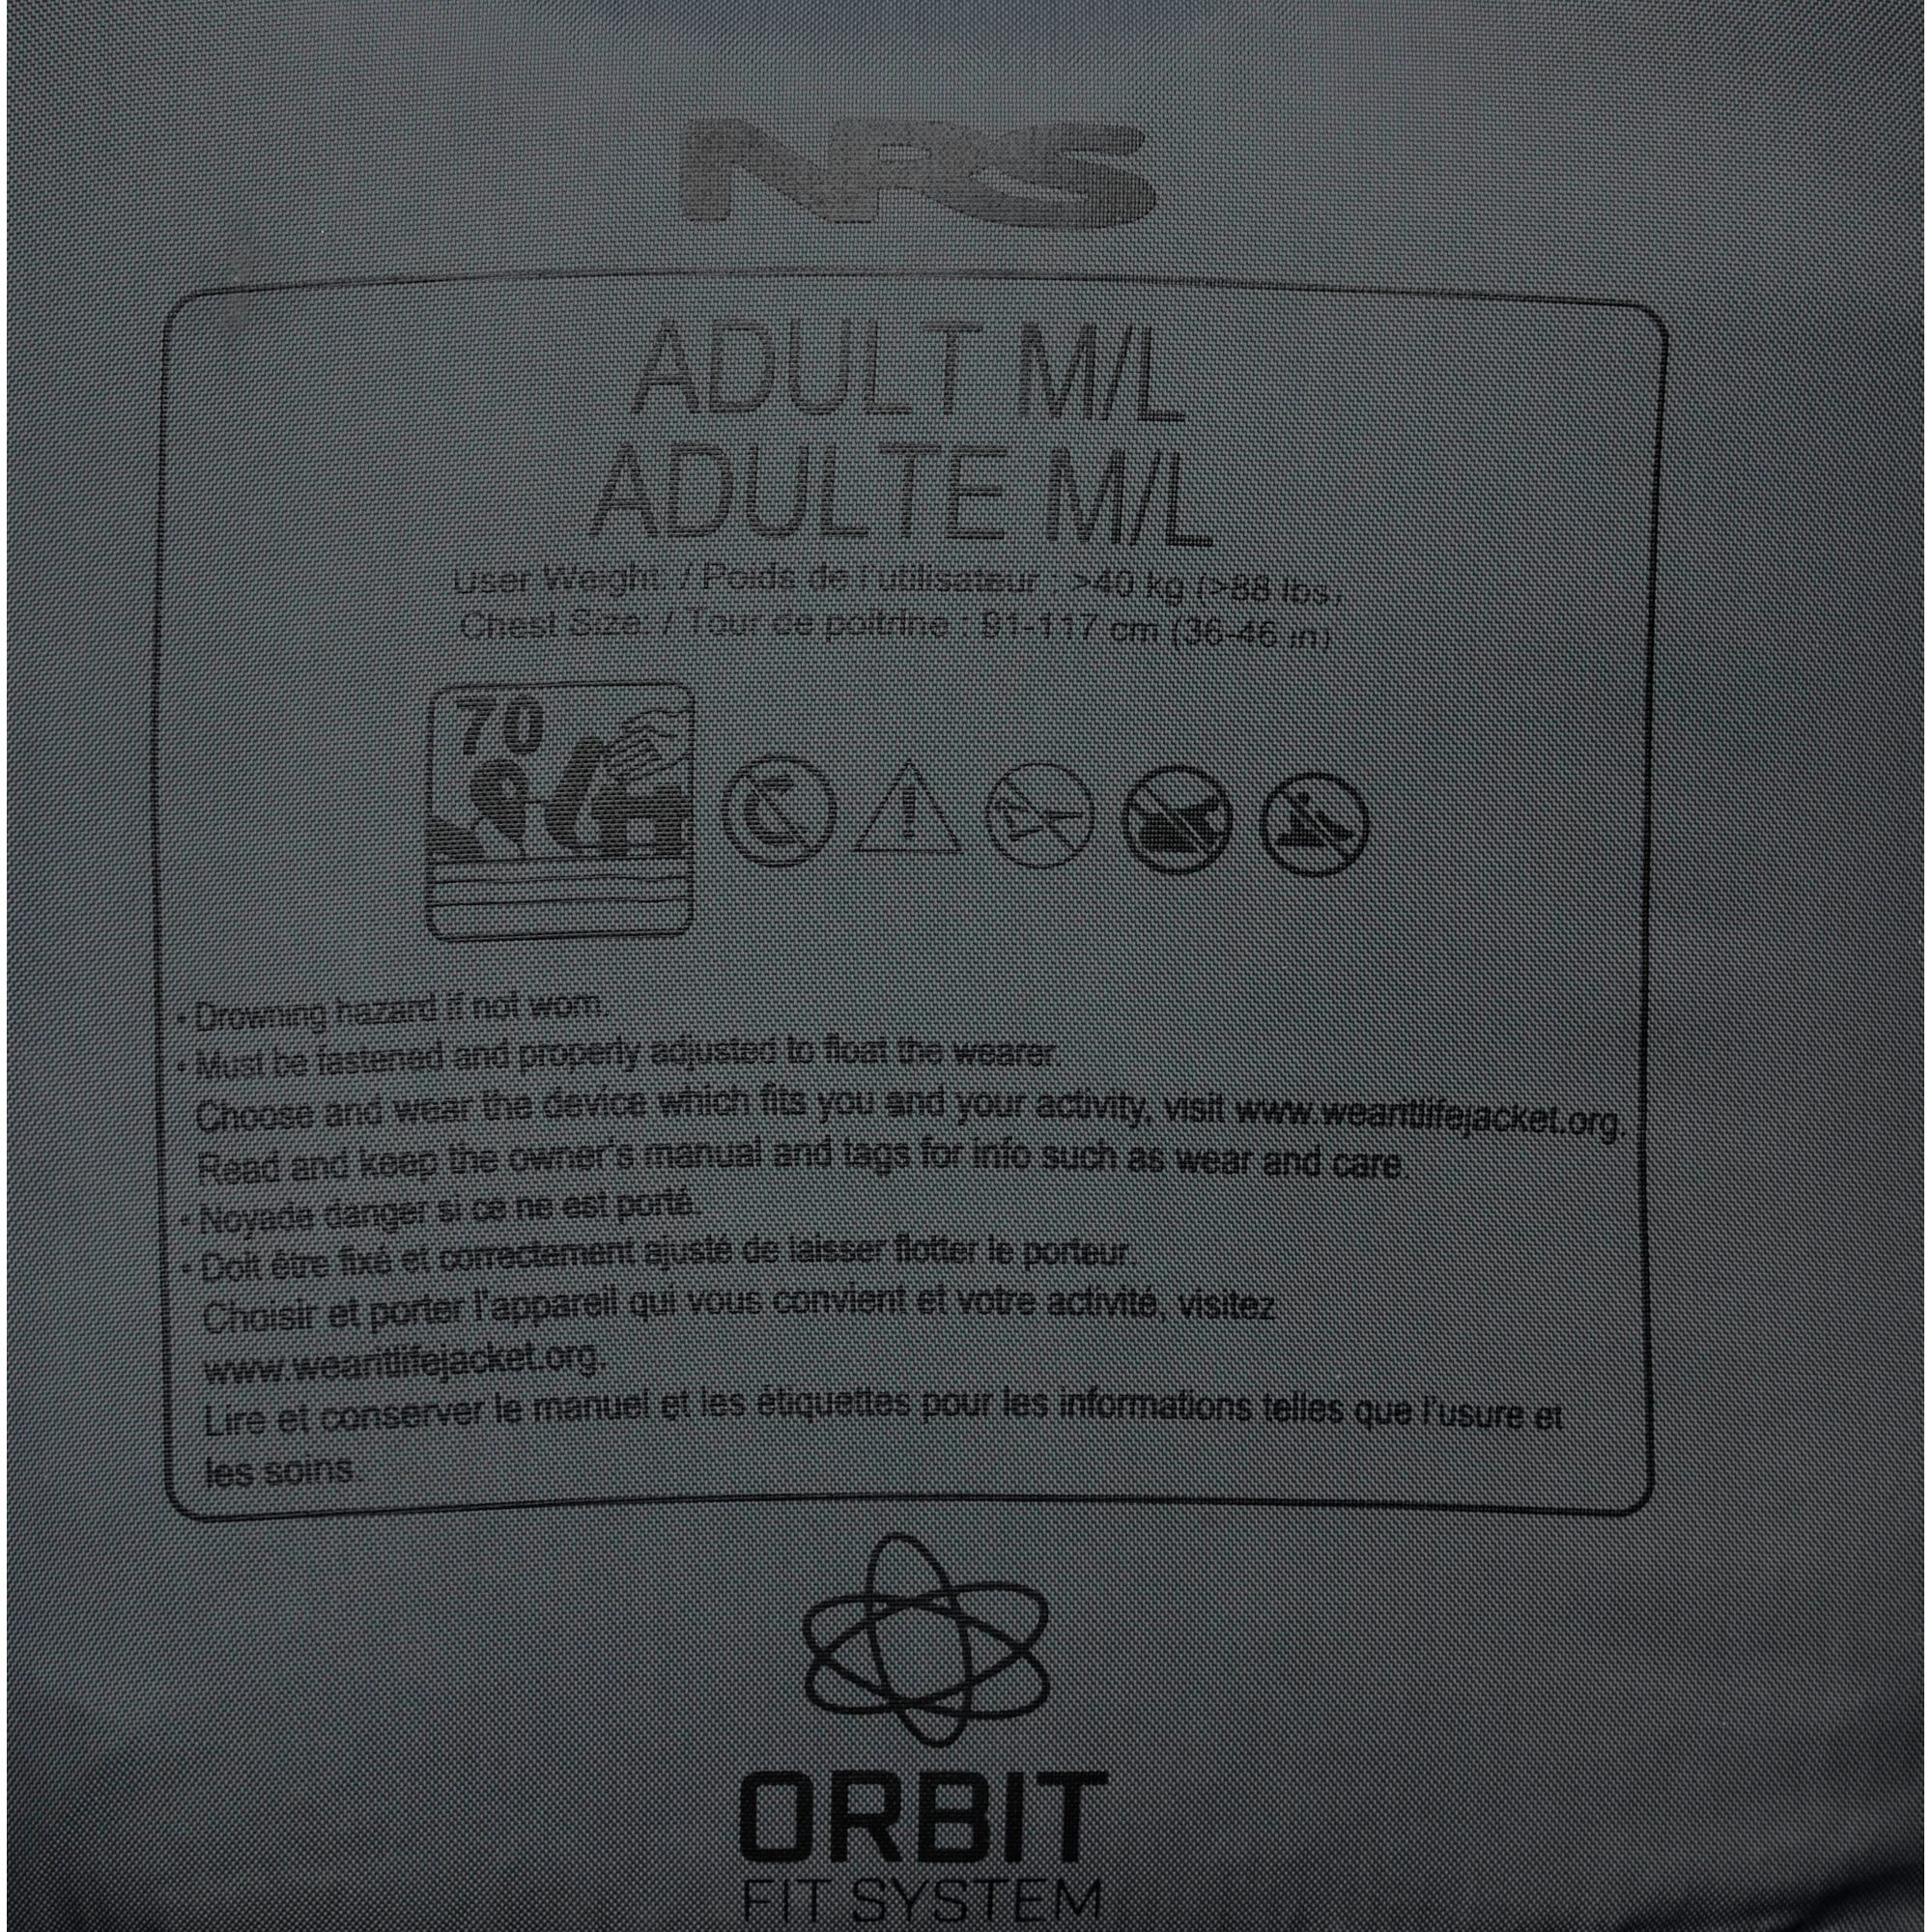 NRS
ADULT M/L
ADULTE M/L
User Weight: / Poids de l'utilisateur : >40 kg (>88 lbs)
Chest Size: / Tour de poitrine : 91-117 cm (36-46 in)
70
• Drowning hazard if not worn.
• Must be fastened and properly adjusted to float the wearer.
Choose and wear the device which fits you and your activity, visit www.wearitlifejacket.org.
Read and keep the owner's manual and tags for info such as wear and care.
• Noyade danger si ce ne est porté.
• Doit être fixé et correctement ajusté de laisser flotter le porteur.
Choisir et porter l'appareil qui vous convient et votre activité, visitez
www.wearitlifejacket.org.
Lire et conserver le manuel et les étiquettes pour les informations telles que l'usure et
les soins.
ORBIT
FIT SYSTEM